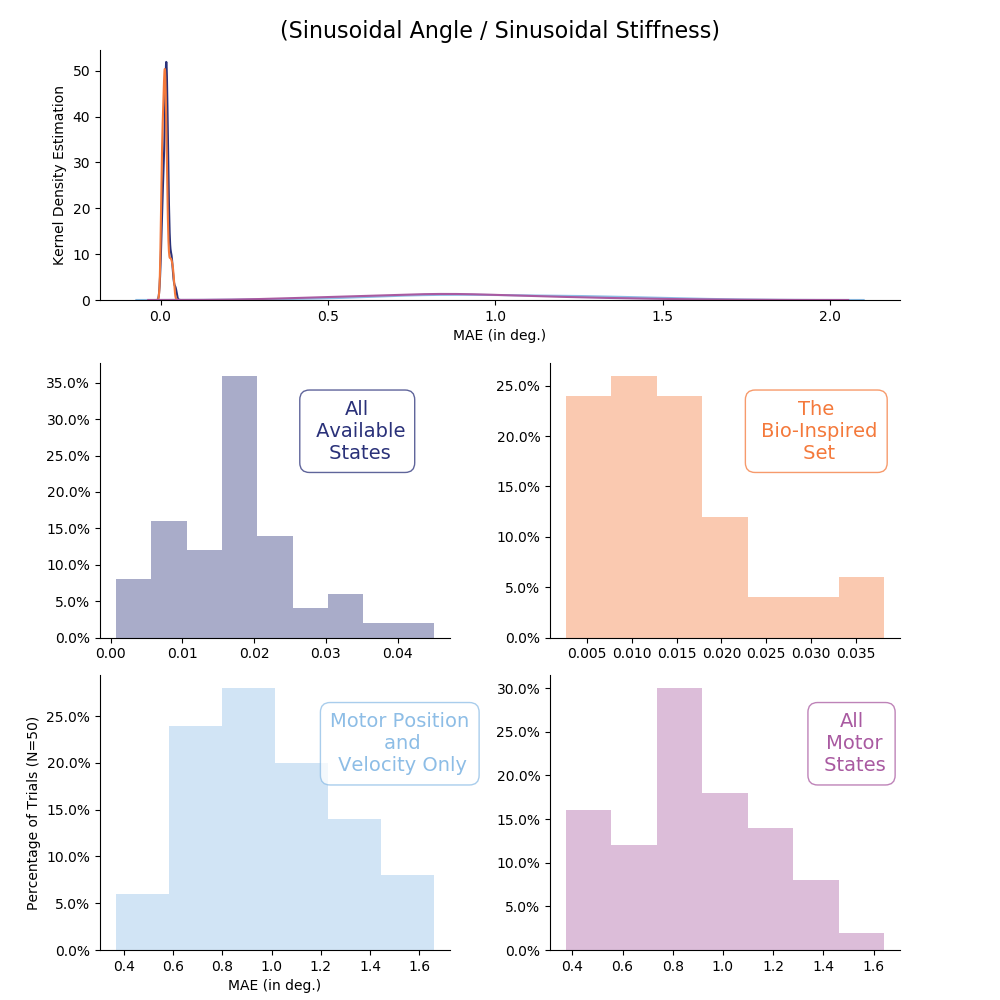 (Sinusoidal Angle / Sinusoidal Stiffness)
Kernel Density Estimation
50
40
30
20
10
0
0.0 0.5 1.0 1.5 2.0
MAE (in deg.)
All
Available
States
35.0%
30.0%
25.0%
20.0%
15.0%
10.0%
5.0%
0.0%
0.00 0.01 0.02 0.03 0.04
The
Bio-Inspired
Set
25.0%
20.0%
15.0%
10.0%
5.0%
0.0%
0.005 0.010 0.015 0.020 0.025 0.030 0.035
Motor Position
and
Velocity Only
Percentage of Trials (N=50)
25.0%
20.0%
15.0%
10.0%
5.0%
0.0%
0.4 0.6 0.8 1.0 1.2 1.4 1.6
MAE (in deg.)
All
Motor
States
30.0%
25.0%
20.0%
15.0%
10.0%
5.0%
0.0%
0.4 0.6 0.8 1.0 1.2 1.4 1.6